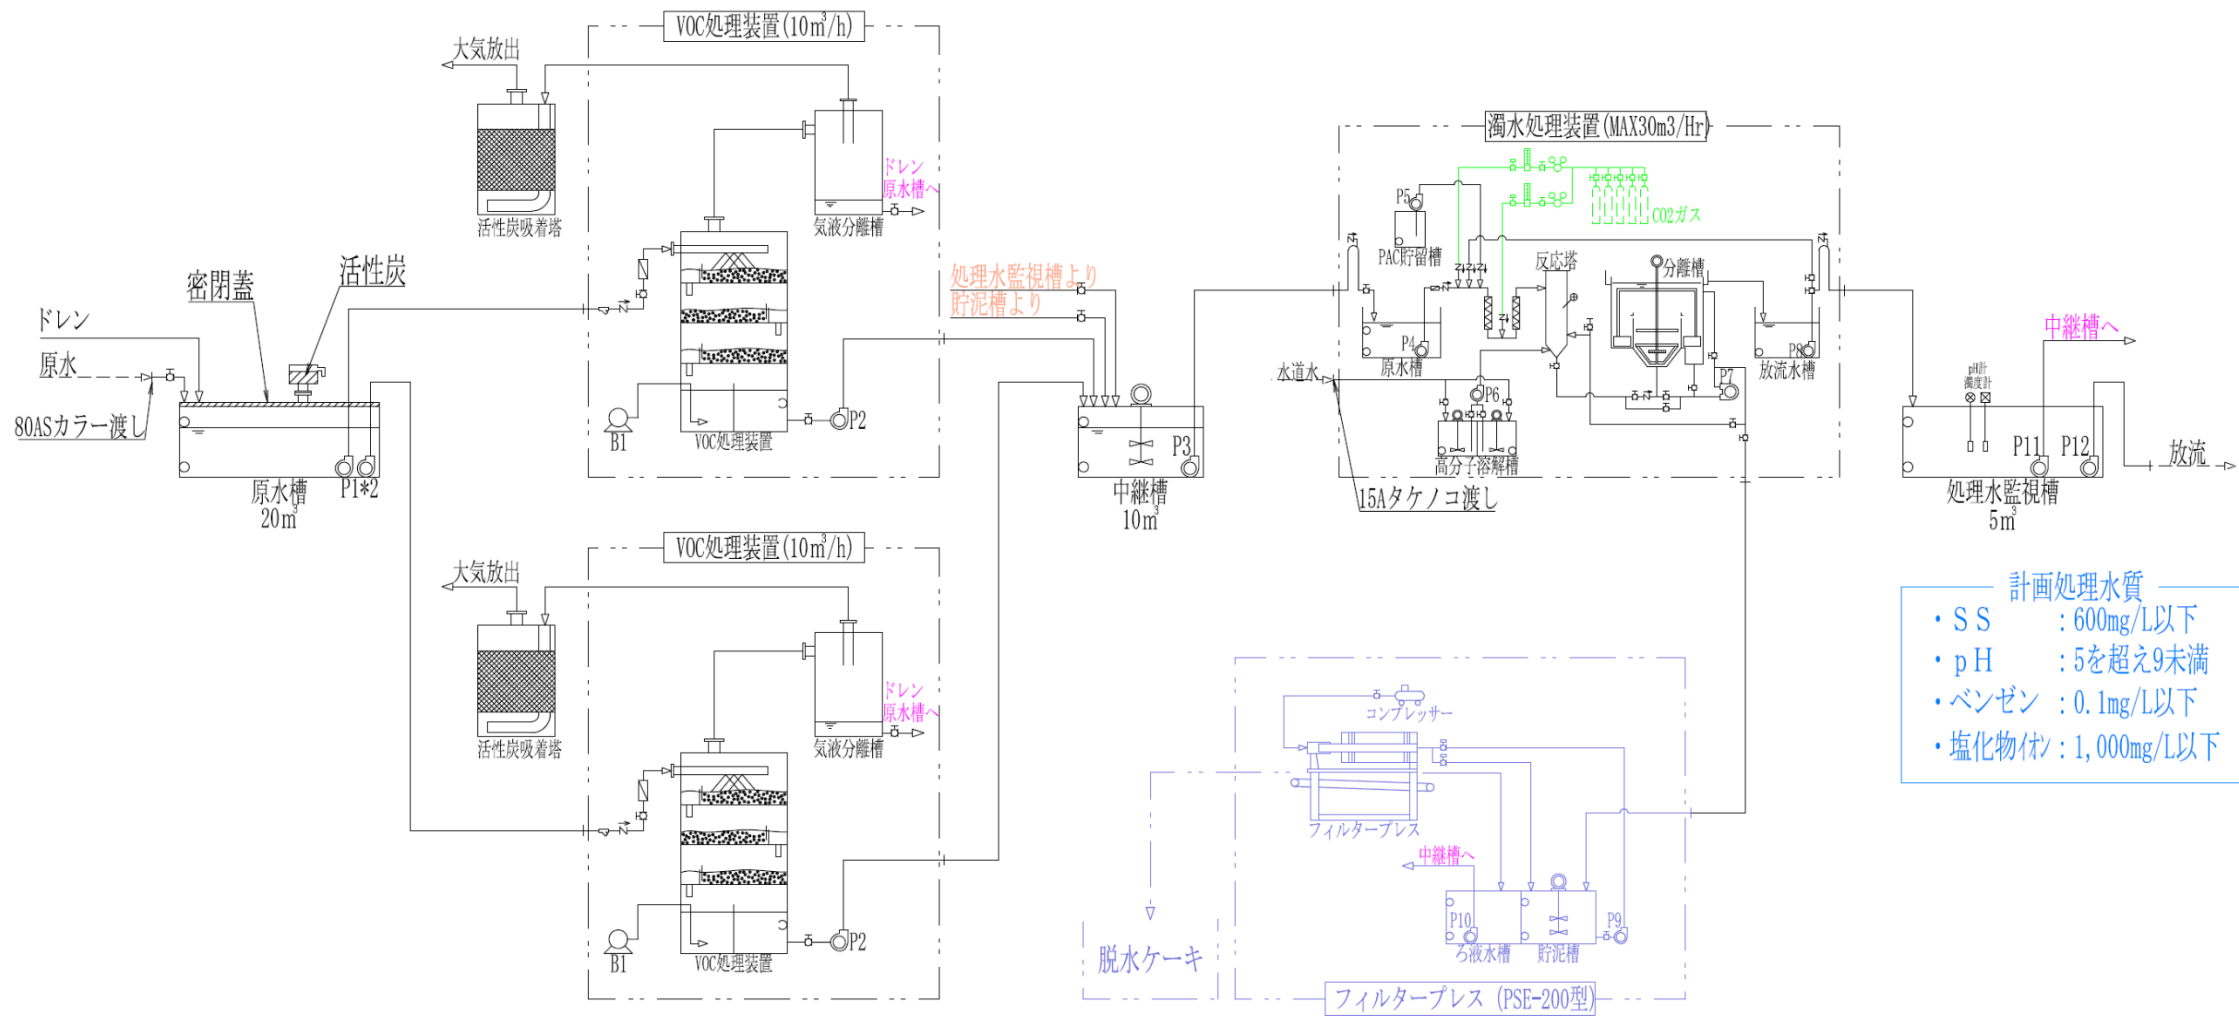 VOC処理装置(10m³/h)
大気放出
活性炭吸着塔
ドレン
原水槽へ
気液分離槽
VOC処理装置
B1
P2
密閉蓋
活性炭
ドレン
原水
80ASカラー渡し
原水槽
20m³
P1*2
VOC処理装置(10m³/h)
大気放出
活性炭吸着塔
ドレン
原水槽へ
気液分離槽
VOC処理装置
B1
P2
処理水監視槽より
貯泥槽より
P3
中継槽
10m³
濁水処理装置(MAX30m3/Hr)
CO2ガス
P5
PAC貯留槽
反応塔
分離槽
P4
原水槽
P8
放流水槽
P7
水道水
P6
高分子溶解槽
15Aタケノコ渡し
中継槽へ
pH計
濁度計
P11
P12
放流
処理水監視槽
5m³
計画処理水質
・SS :600mg/L以下
・pH :5を超え9未満
・ベンゼン :0.1mg/L以下
・塩化物イオン:1,000mg/L以下
コンプレッサー
フィルタープレス
中継槽へ
P10
P9
ろ液水槽
貯泥槽
脱水ケーキ
フィルタープレス (PSE-200型)